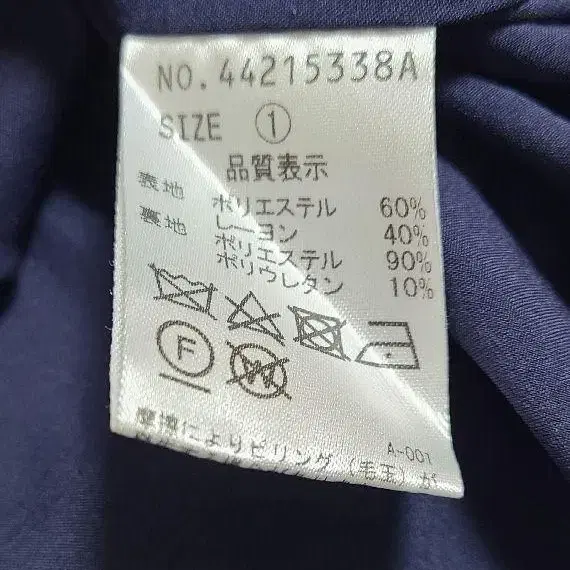 NO.44215338A
SIZE ①
品質表示
表地 ポリエステル 60%
レーヨン 40%
裏地 ポリエステル 90%
ポリウレタン 10%
F W
A-001
摩擦によりピリング(毛玉)が